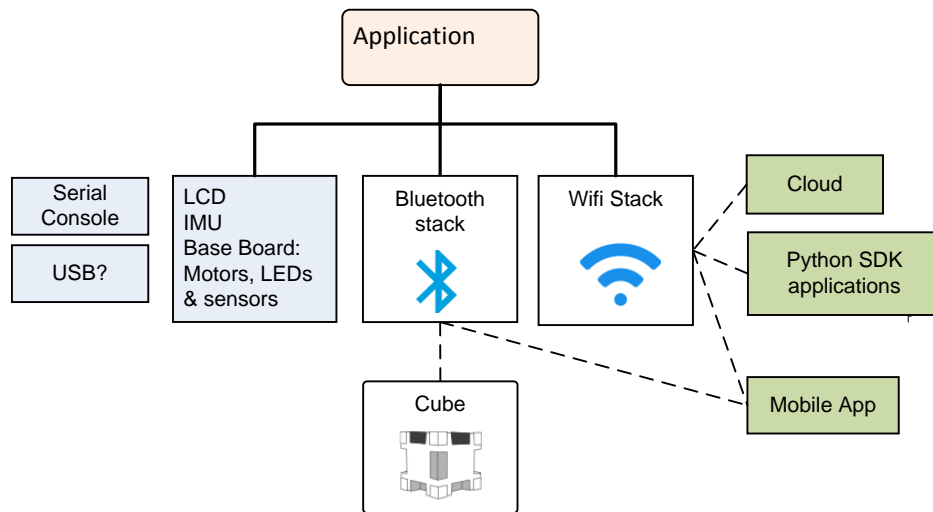 Application
Serial
Console
USB?
LCD
IMU
Base Board:
Motors, LEDs
& sensors
Bluetooth
stack
Wifi Stack
Cloud
Python SDK
applications
Mobile App
Cube